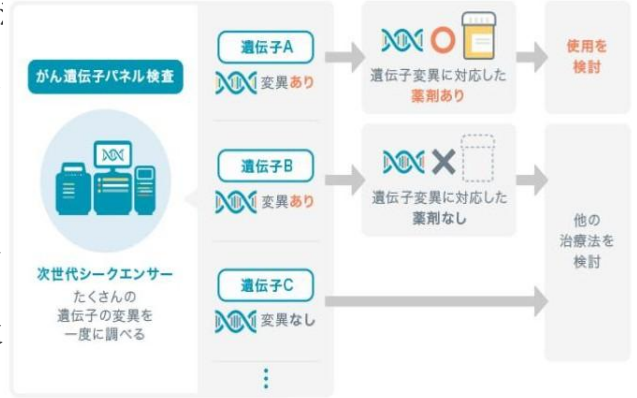 がん遺伝子パネル検査
次世代シークエンサー
たくさんの
遺伝子の変異を
一度に調べる
遺伝子A
変異あり
遺伝子変異に対応した
薬剤あり
使用を
検討
遺伝子B
変異あり
遺伝子変異に対応した
薬剤なし
遺伝子C
変異なし
他の
治療法を
検討